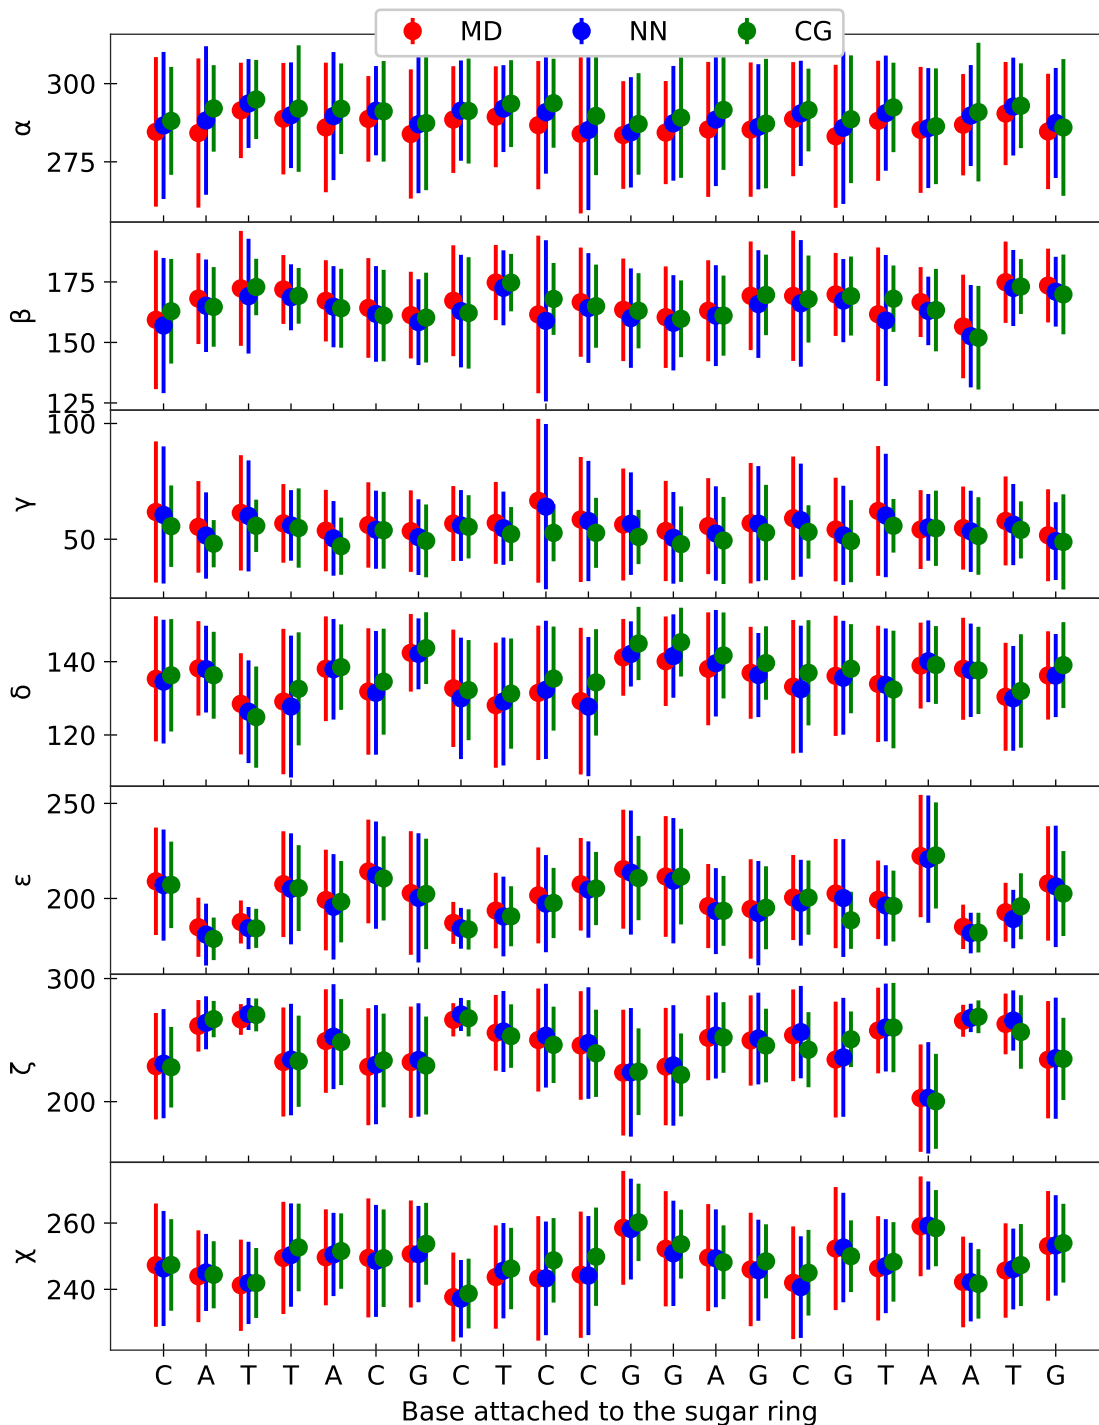 MD NN CG
300
275
α
175
150
125
β
100
50
γ
140
120
δ
250
200
ε
300
200
ζ
260
240
χ
C A T T A C G C T C C G G A G C G T A A T G
Base attached to the sugar ring